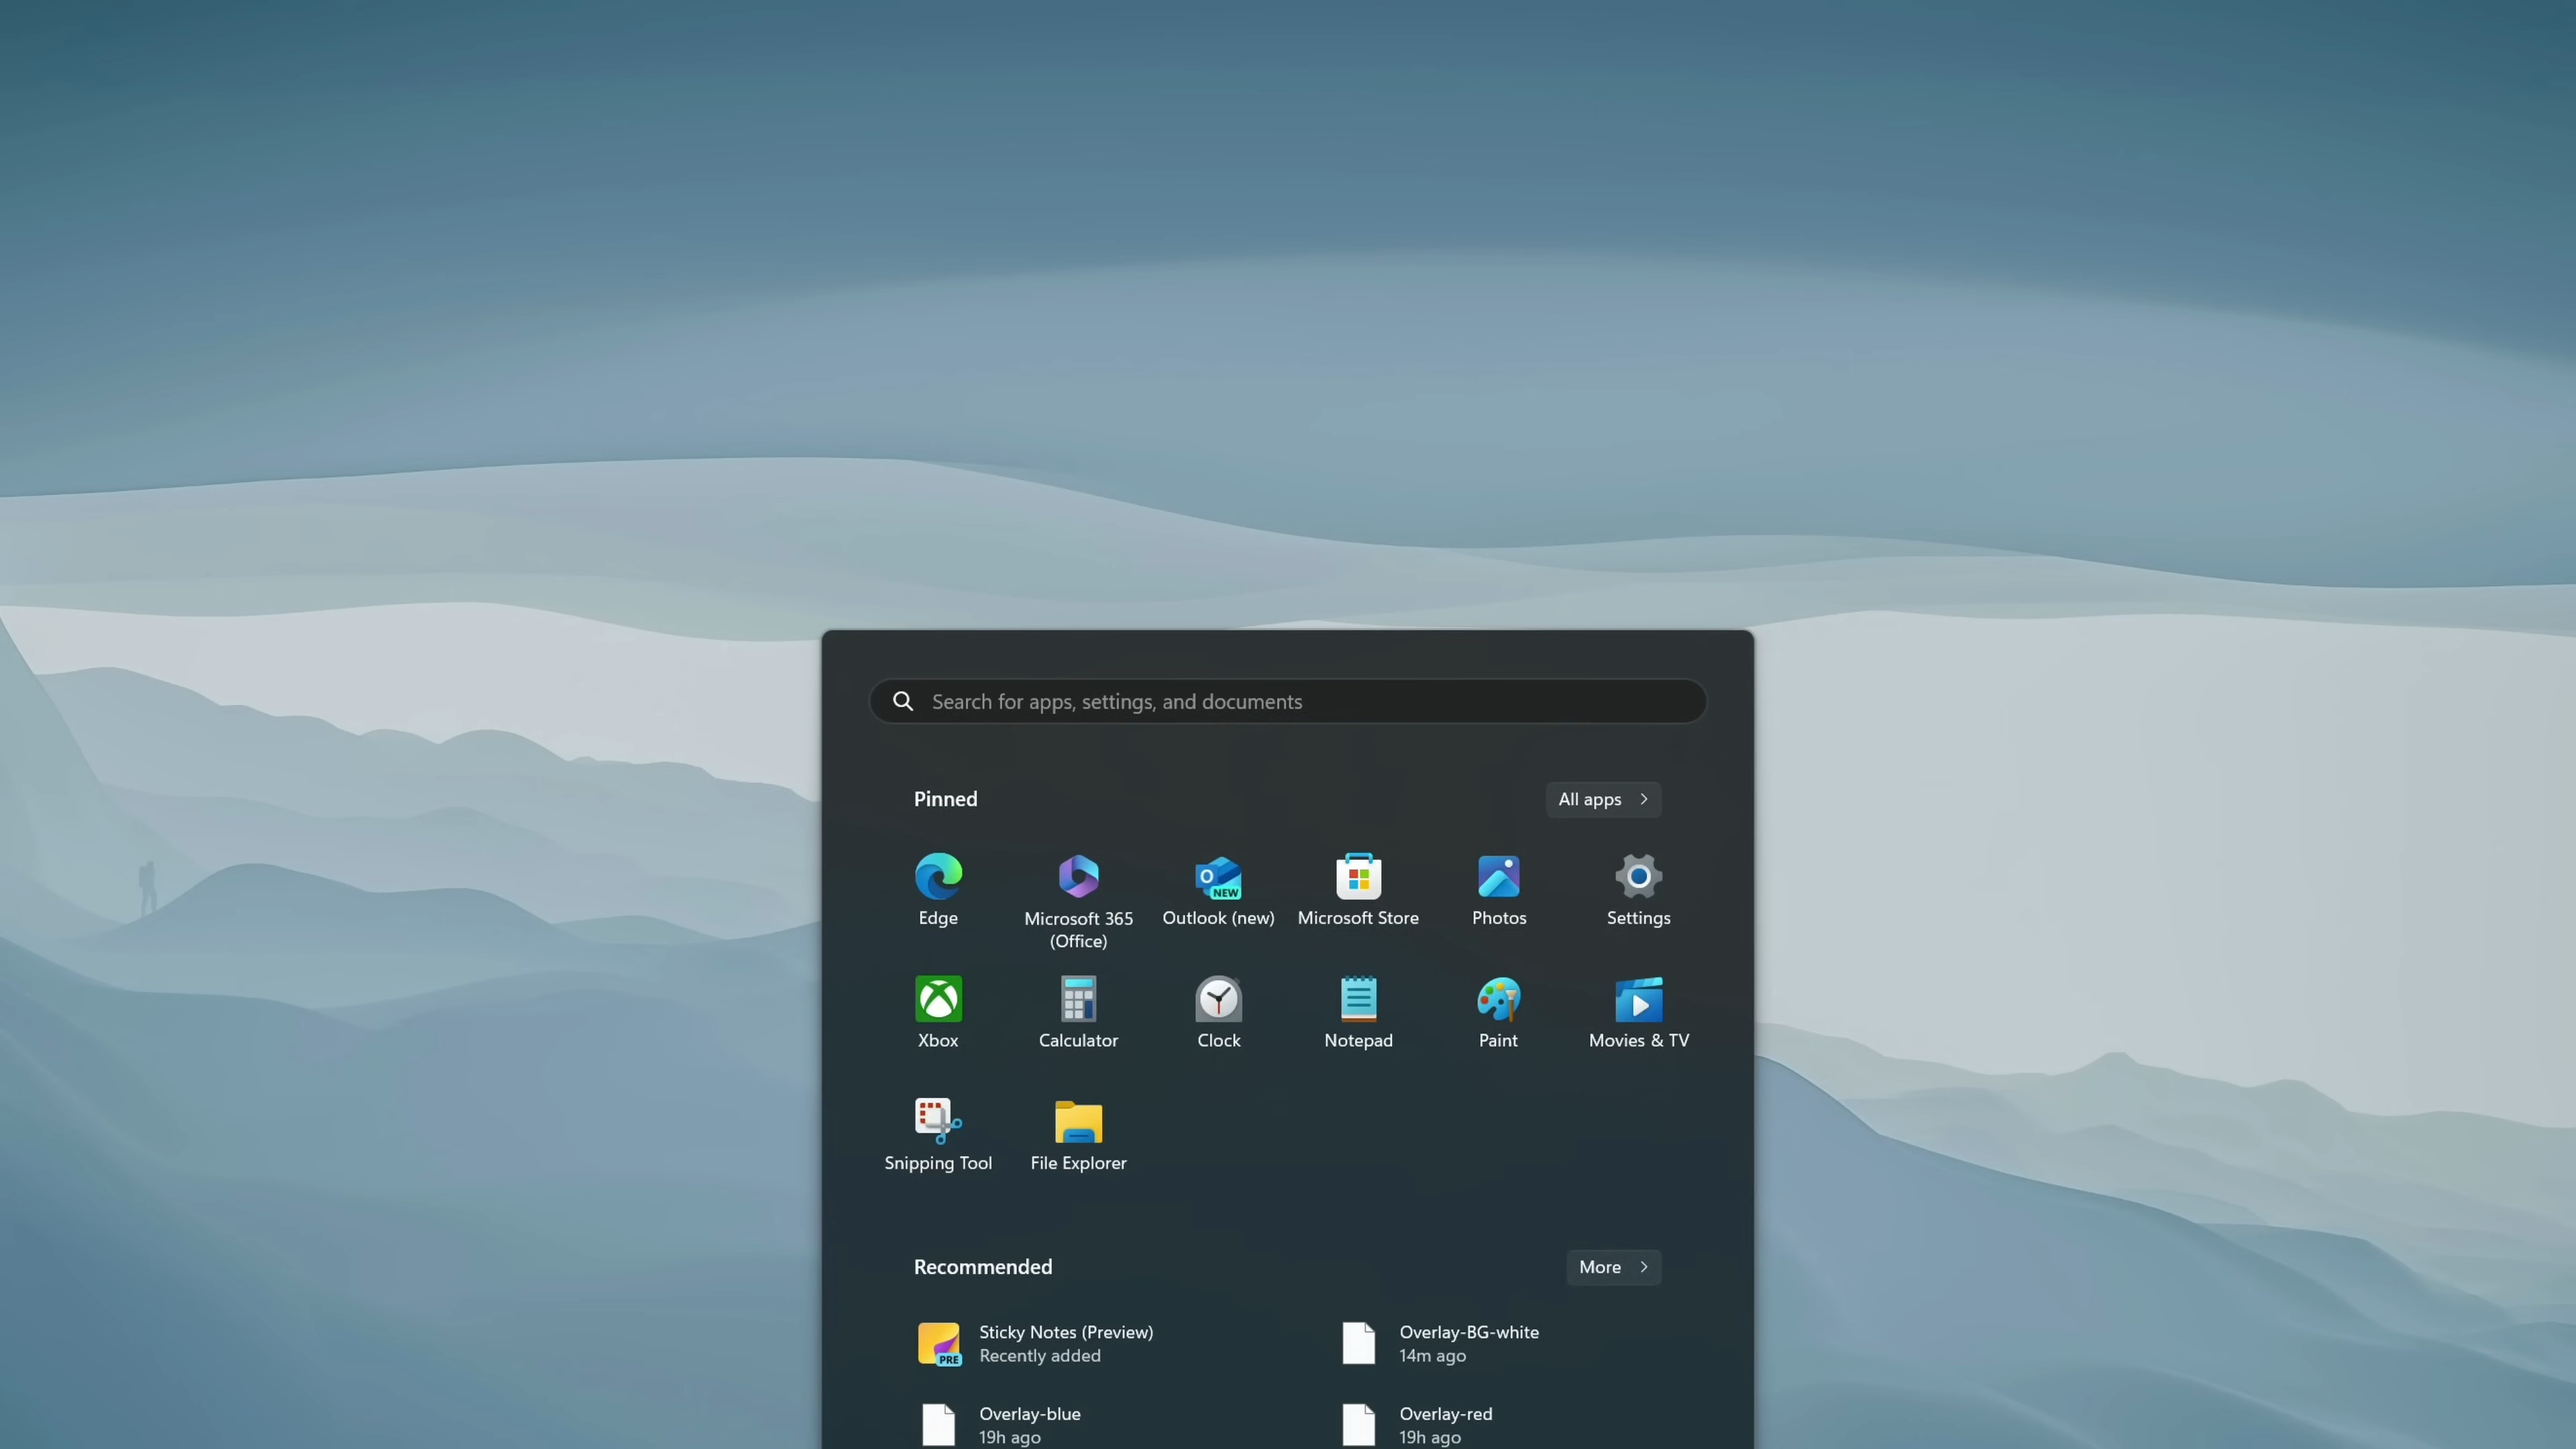 Search for apps, settings, and documents
Pinned
All apps
Edge
Microsoft 365
(Office)
Outlook (new)
Microsoft Store
Photos
Settings
Xbox
Calculator
Clock
Notepad
Paint
Movies & TV
Snipping Tool
File Explorer
Recommended
More
Sticky Notes (Preview)
Recently added
Overlay-BG-white
14m ago
Overlay-blue
19h ago
Overlay-red
19h ago
O
NEW
PRE